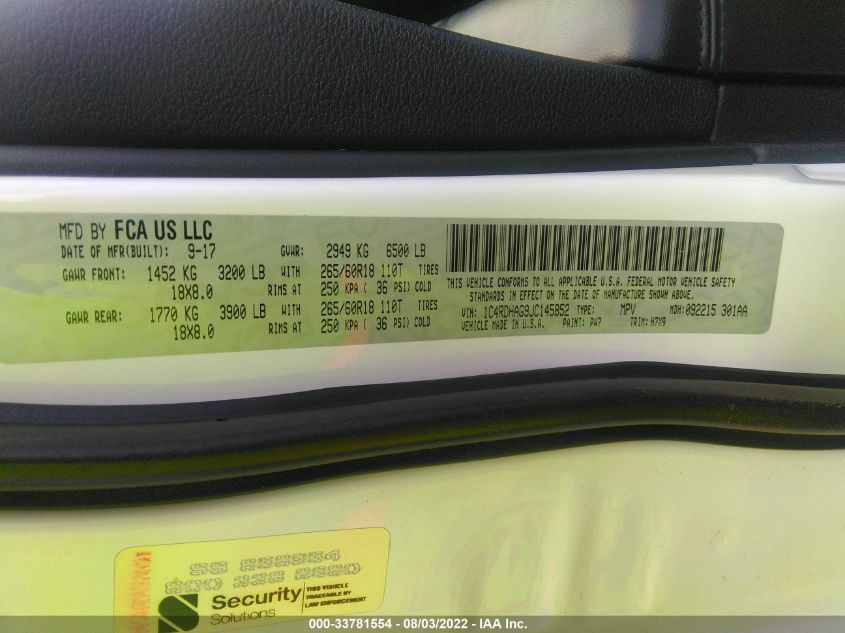 MFD BY FCA US LLC
DATE OF MFR(BUILT): 9-17 GVWR: 2949 KG 6500 LB
GAWR FRONT: 1452 KG 3200 LB WITH 265/60R18 110T TIRES
18X8.0 RIMS AT 250 KPA ( 36 PSI) COLD
GAWR REAR: 1770 KG 3900 LB WITH 265/60R18 110T TIRES
18X8.0 RIMS AT 250 KPA ( 36 PSI) COLD
THIS VEHICLE CONFORMS TO ALL APPLICABLE U.S.A. FEDERAL MOTOR VEHICLE SAFETY
STANDARDS IN EFFECT ON THE DATE OF MANUFACTURE SHOWN ABOVE.
VIN: 1C4RDHAG9JC145852 TYPE: MPV MDH: 092215 301AA
VEHICLE MADE IN U.S.A. PAINT: PW7 TRIM: H7X9
WARNING!
Security
Solutions
THIS VEHICLE
TRACEABLE BY
LAW ENFORCEMENT
000-33781554 - 08/03/2022 - IAA Inc.